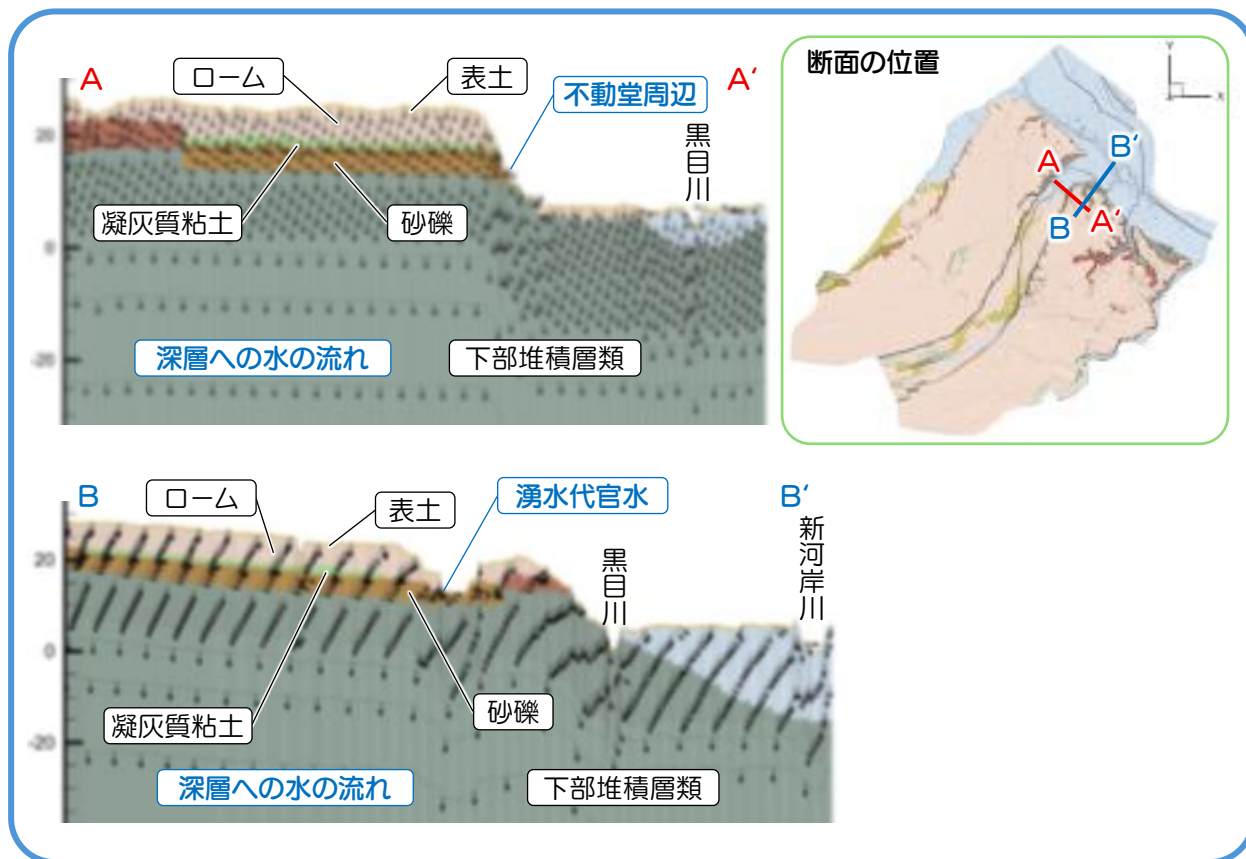 A
ローム
表土
A'
不動堂周辺
黒目川
20
0
-20
凝灰質粘土
砂礫
深層への水の流れ
下部堆積層類
断面の位置
Y
X
A
B'
B
A'
B
ローム
表土
湧水代官水
B'
黒目川
新河岸川
20
0
-20
凝灰質粘土
砂礫
深層への水の流れ
下部堆積層類